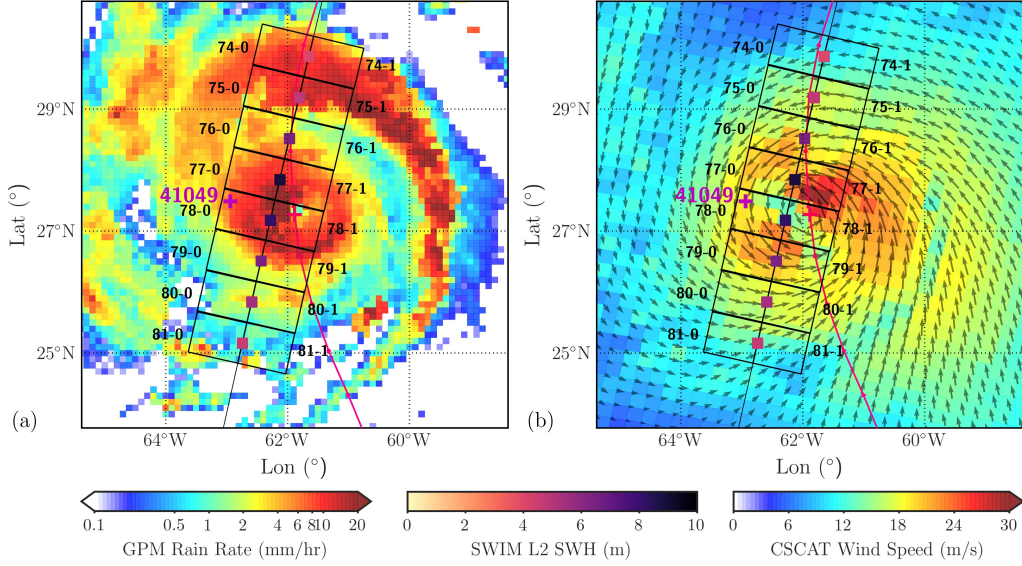 74-0
74-1
75-0
75-1
29°N
76-0
76-1
77-0
77-1
41049
78-0
78-1
27°N
79-0
79-1
80-0
80-1
81-0
81-1
25°N
Lat (°)
(a)
64°W 62°W 60°W
Lon (°)
74-0
74-1
75-0
75-1
29°N
76-0
76-1
77-0
77-1
41049
78-0
78-1
27°N
79-0
79-1
80-0
80-1
81-0
81-1
25°N
Lat (°)
(b)
64°W 62°W 60°W
Lon (°)
0.1 0.5 1 2 4 6 8 10 20
GPM Rain Rate (mm/hr)
0 2 4 6 8 10
SWIM L2 SWH (m)
0 6 12 18 24 30
CSCAT Wind Speed (m/s)